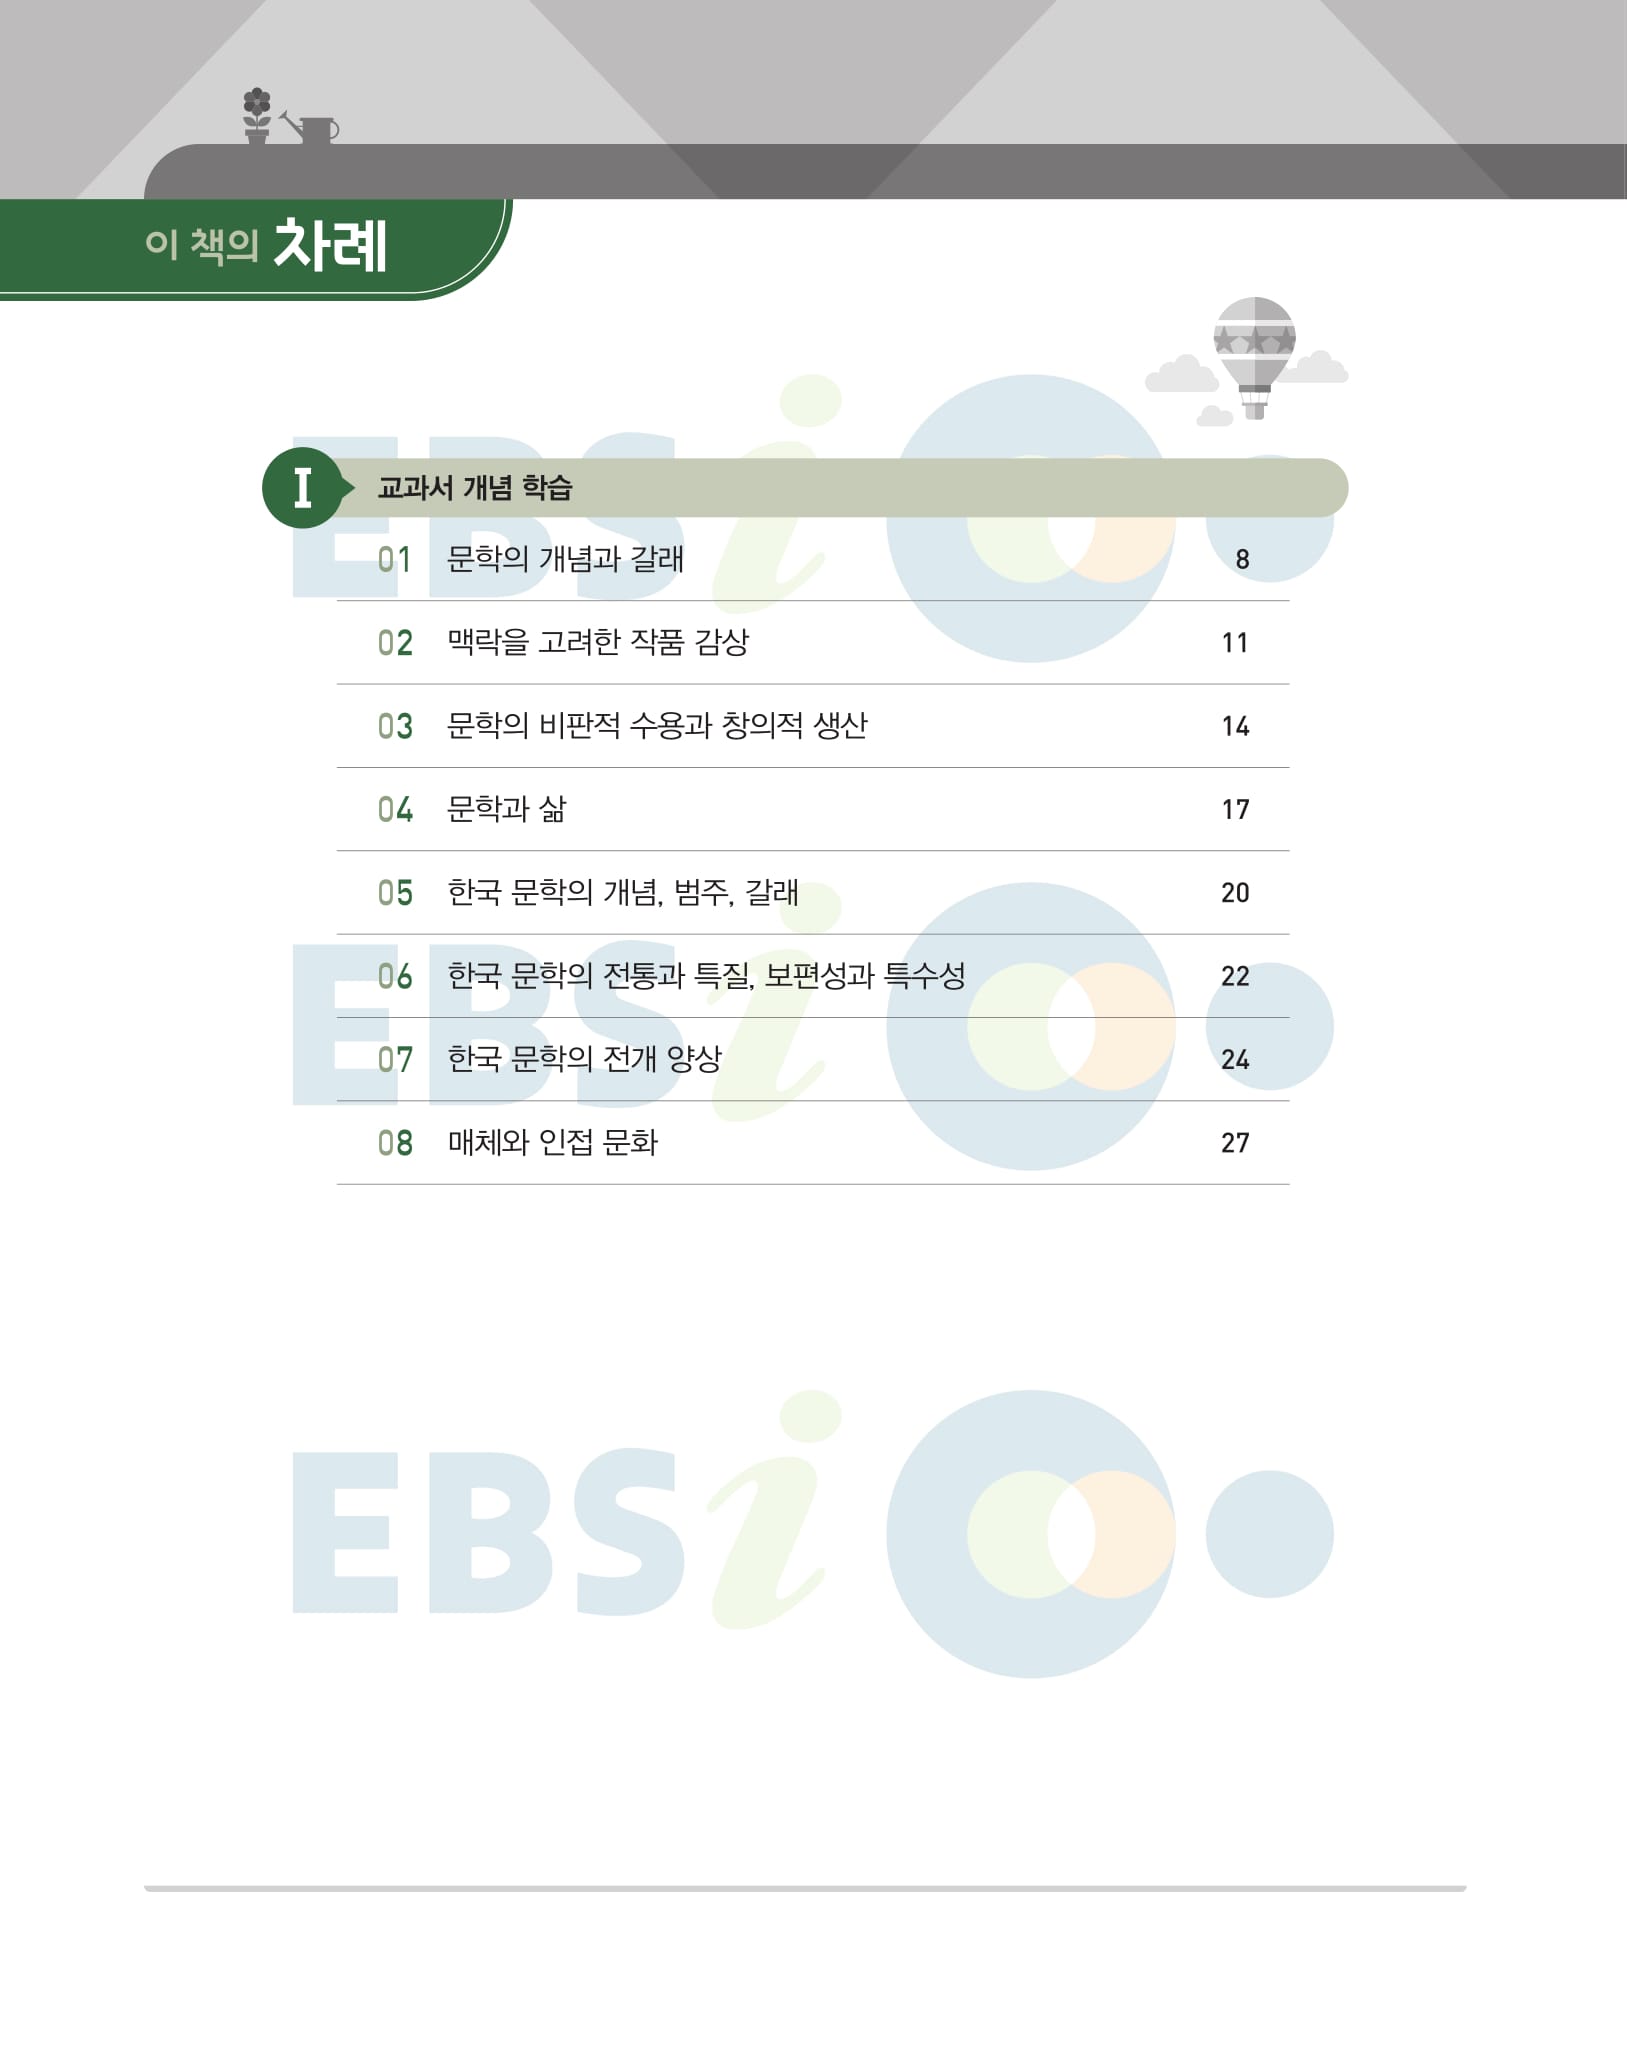 이 책의 차례
I 교과서 개념 학습
01 문학의 개념과 갈래 8
02 맥락을 고려한 작품 감상 11
03 문학의 비판적 수용과 창의적 생산 14
04 문학과 삶 17
05 한국 문학의 개념, 범주, 갈래 20
06 한국 문학의 전통과 특질, 보편성과 특수성 22
07 한국 문학의 전개 양상 24
08 매체와 인접 문화 27
EBSi
EBSi
EBSi